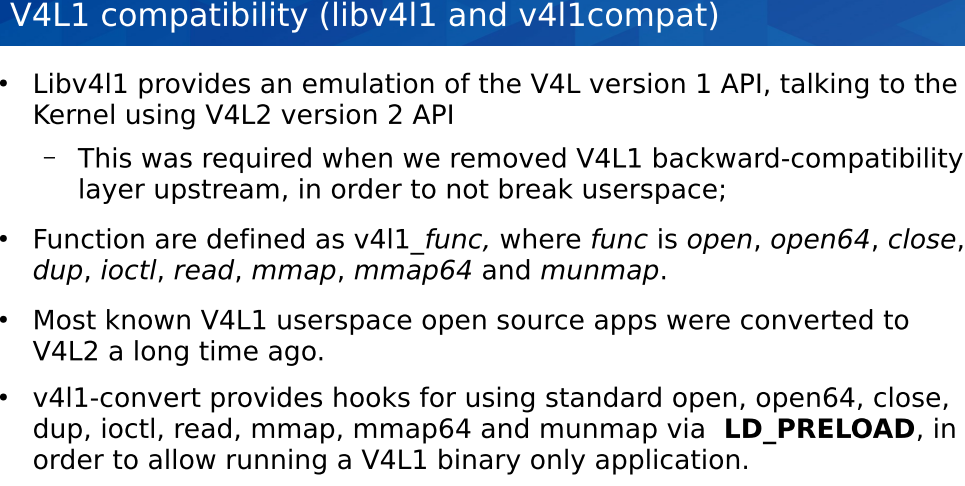 V4L1 compatibility (libv4l1 and v4l1compat)
• Libv4l1 provides an emulation of the V4L version 1 API, talking to the
Kernel using V4L2 version 2 API
– This was required when we removed V4L1 backward-compatibility
layer upstream, in order to not break userspace;
• Function are defined as v4l1_func, where func is open, open64, close,
dup, ioctl, read, mmap, mmap64 and munmap.
• Most known V4L1 userspace open source apps were converted to
V4L2 a long time ago.
• v4l1-convert provides hooks for using standard open, open64, close,
dup, ioctl, read, mmap, mmap64 and munmap via LD_PRELOAD, in
order to allow running a V4L1 binary only application.